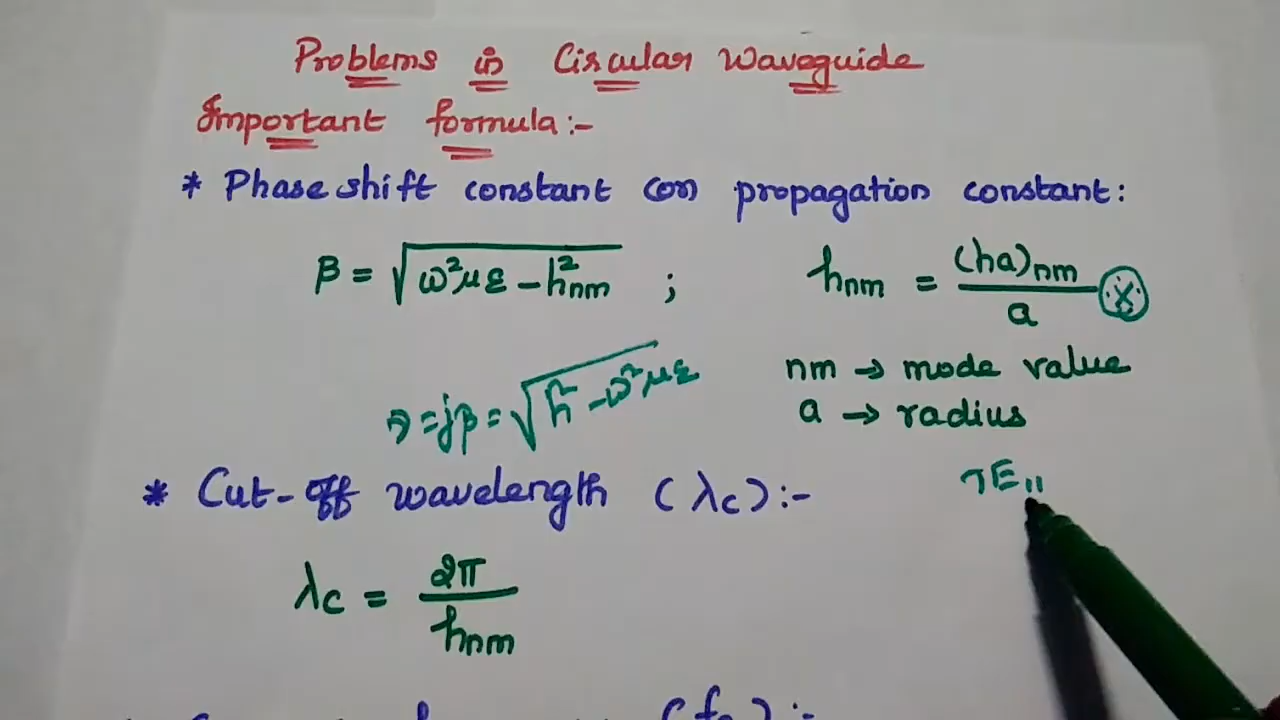 Problems in Circular Waveguide
Important formula:-
* Phase shift constant (or) propagation constant:
β = √(ω²με - h²nm) ; hnm = (ha)nm / a (X)
nm → mode value
γ = jβ = √(h² - ω²με)
a → radius
* Cut-off wavelength (λc):-
TE11
λc = 2π / hnm